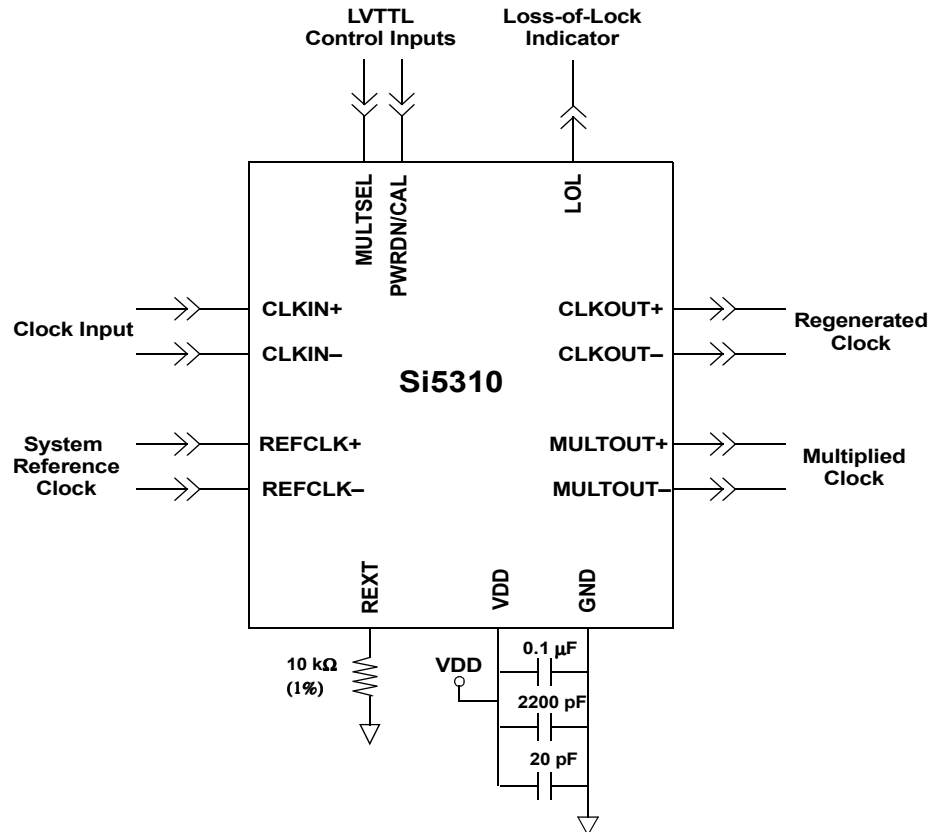 LVTTL
Control Inputs
Loss-of-Lock
Indicator
MULTSEL
PWRDN/CAL
LOL
Clock Input
CLKIN+
CLKIN–
CLKOUT+
CLKOUT–
Regenerated
Clock
Si5310
System
Reference
Clock
REFCLK+
REFCLK–
MULTOUT+
MULTOUT–
Multiplied
Clock
REXT
VDD
GND
10 kΩ
(1%)
VDD
0.1 μF
2200 pF
20 pF